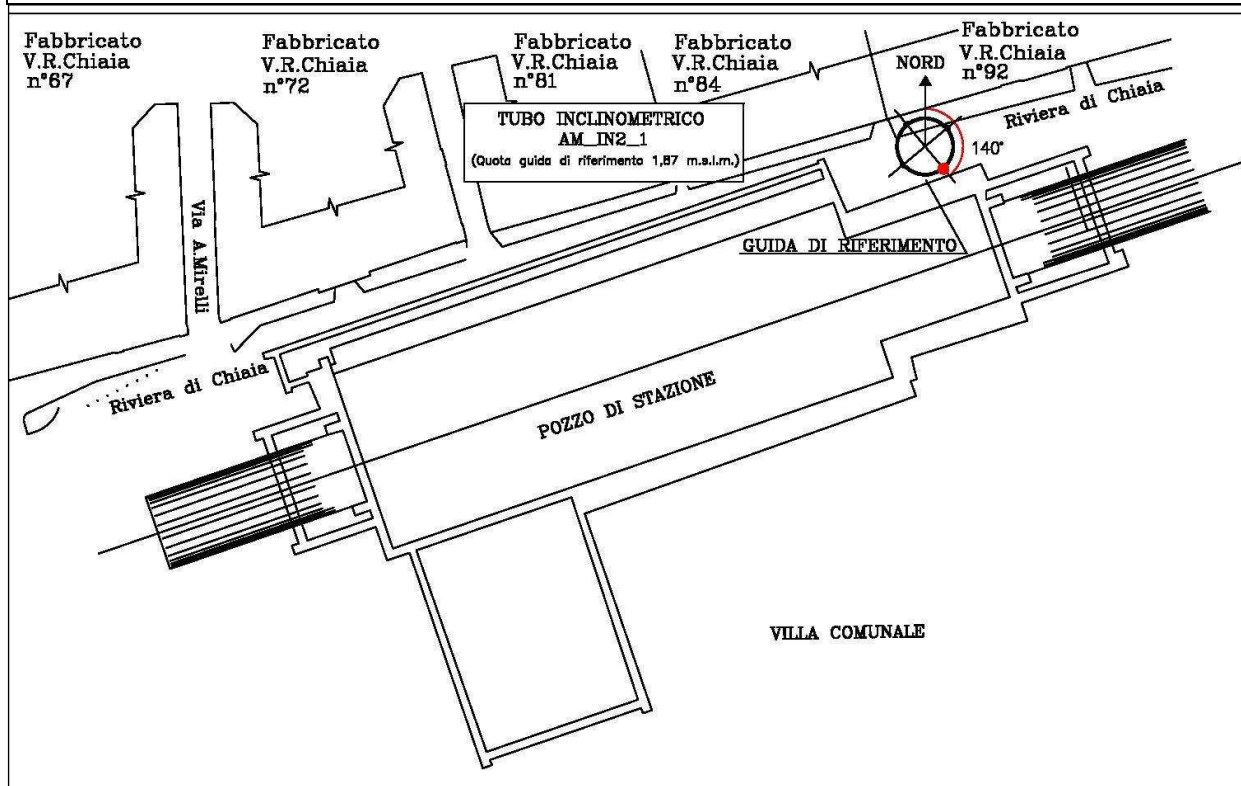 Fabbricato
V.R.Chiaia
n°67
Fabbricato
V.R.Chiaia
n°72
Fabbricato
V.R.Chiaia
n°81
Fabbricato
V.R.Chiaia
n°84
Fabbricato
V.R.Chiaia
n°92
NORD
TUBO INCLINOMETRICO
AM_IN2_1
(Quota guida di riferimento 1,87 m.s.l.m.)
140°
Riviera di Chiaia
Via A.Mirelli
GUIDA DI RIFERIMENTO
Riviera di Chiaia
POZZO DI STAZIONE
VILLA COMUNALE